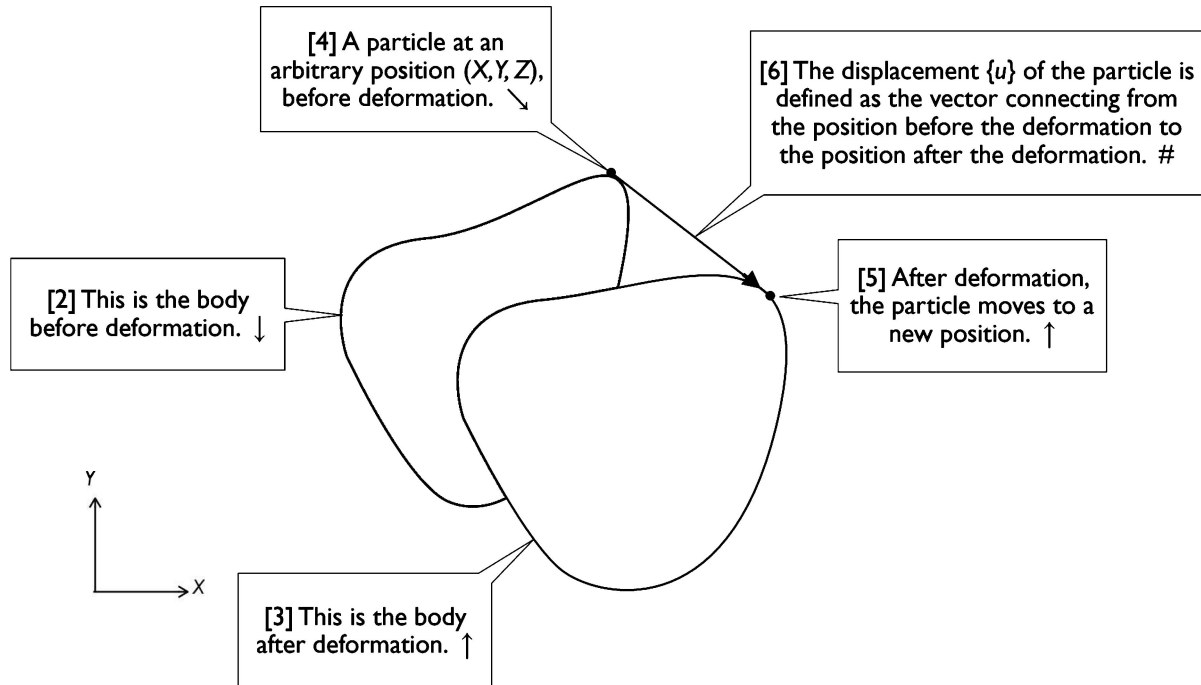 [4] A particle at an
arbitrary position (X, Y, Z),
before deformation. ↘
[6] The displacement {u} of the particle is
defined as the vector connecting from
the position before the deformation to
the position after the deformation. #
[2] This is the body
before deformation. ↓
[5] After deformation,
the particle moves to a
new position. ↑
Y
X
[3] This is the body
after deformation. ↑